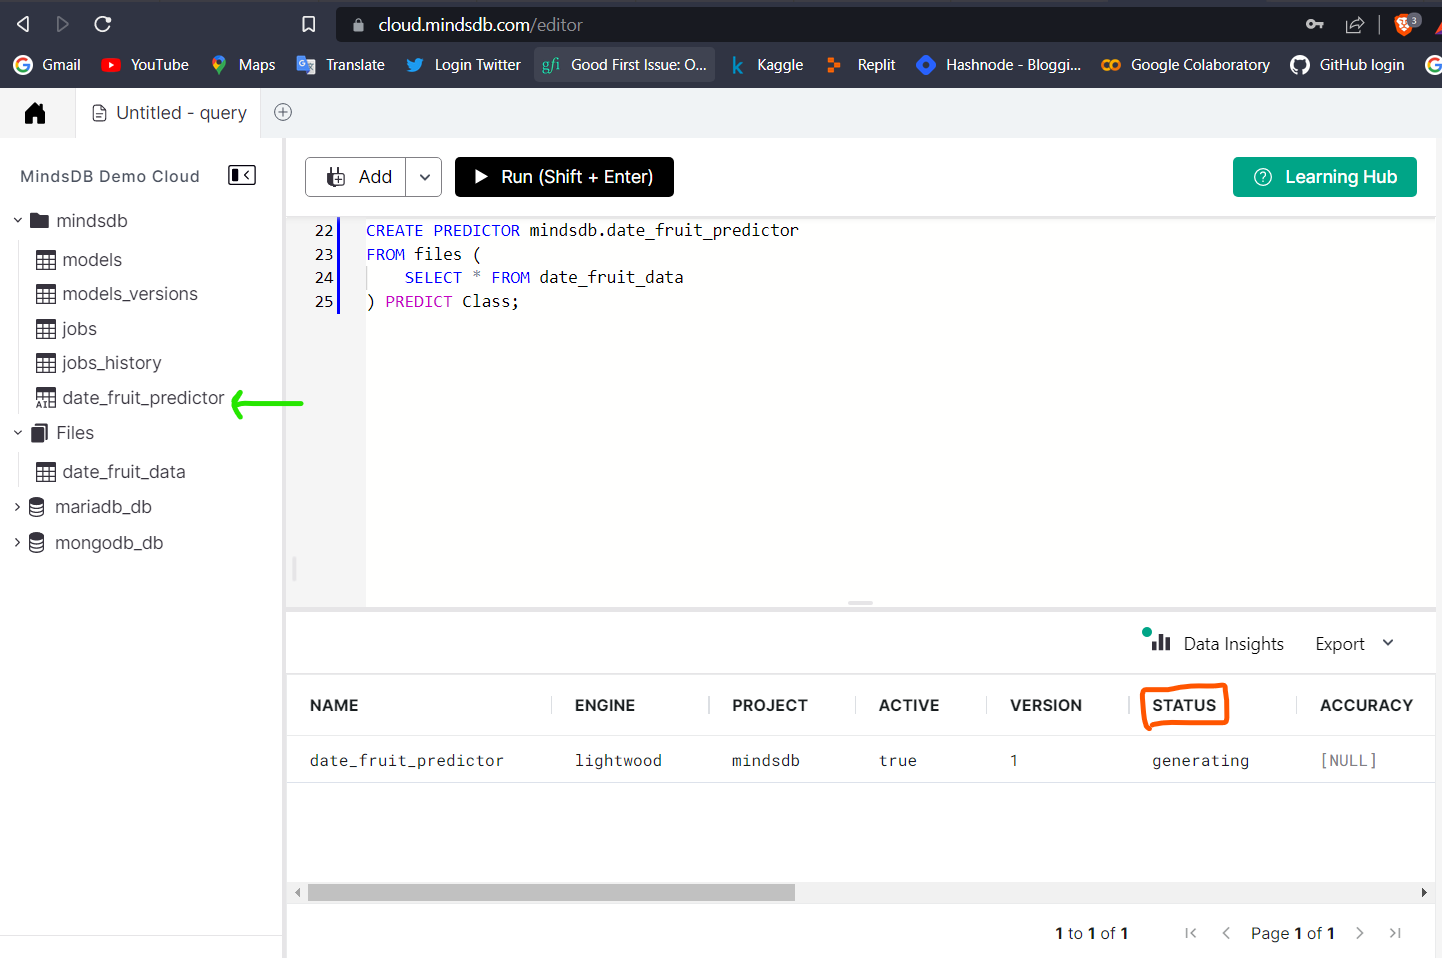 cloud.mindsdb.com/editor
3
Gmail YouTube Maps Translate Login Twitter gfi Good First Issue: O... Kaggle Replit Hashnode - Bloggi... Google Colaboratory GitHub login
Untitled - query
MindsDB Demo Cloud
Add Run (Shift + Enter) Learning Hub
mindsdb
models
models_versions
jobs
jobs_history
AI date_fruit_predictor
Files
date_fruit_data
mariadb_db
mongodb_db
22 CREATE PREDICTOR mindsdb.date_fruit_predictor
23 FROM files (
24 SELECT * FROM date_fruit_data
25 ) PREDICT Class;
Data Insights Export
NAME ENGINE PROJECT ACTIVE VERSION STATUS ACCURACY
date_fruit_predictor lightwood mindsdb true 1 generating [NULL]
1 to 1 of 1 Page 1 of 1